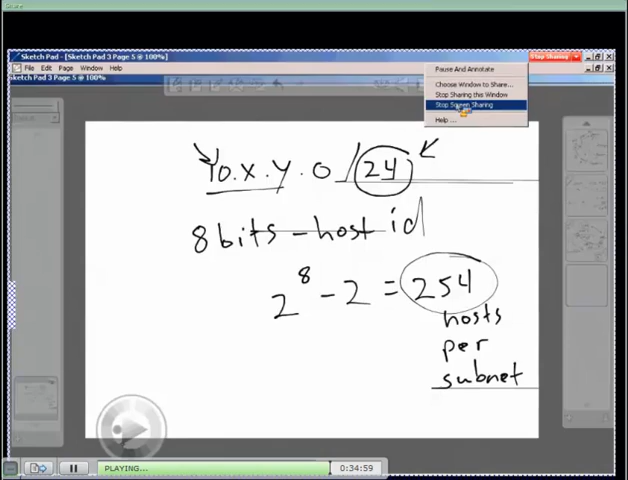 Share
Sketch Pad - [Sketch Pad 3 Page 5 @ 100%]
Stop Sharing
File Edit Page Window Help
Sketch Pad 3 Page 5 @ 100%
Pause And Annotate
Choose Window to Share...
Stop Sharing this Window
Stop Screen Sharing
Help ...
10.x.y.0/24
8 bits - host id
2^8 - 2 = 254
hosts
per
subnet
PLAYING...
0:34:59